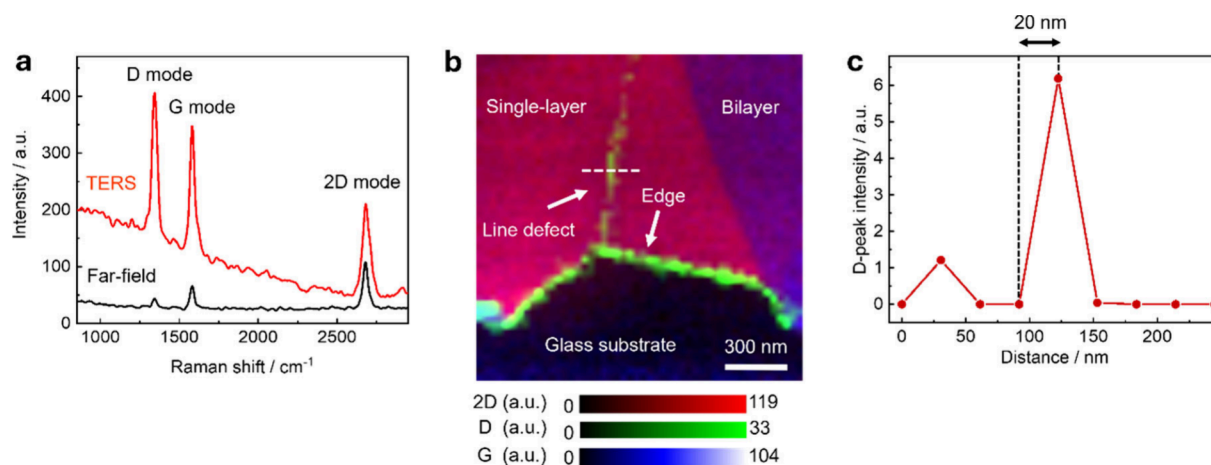 a
D mode
G mode
2D mode
TERS
Far-field
Intensity / a.u.
400
300
200
100
0
1000
1500
2000
2500
Raman shift / cm⁻¹
b
Single-layer
Bilayer
Line defect
Edge
Glass substrate
300 nm
2D (a.u.) 0 119
D (a.u.) 0 33
G (a.u.) 0 104
c
20 nm
D-peak intensity / a.u.
6
5
4
3
2
1
0
0
50
100
150
200
Distance / nm